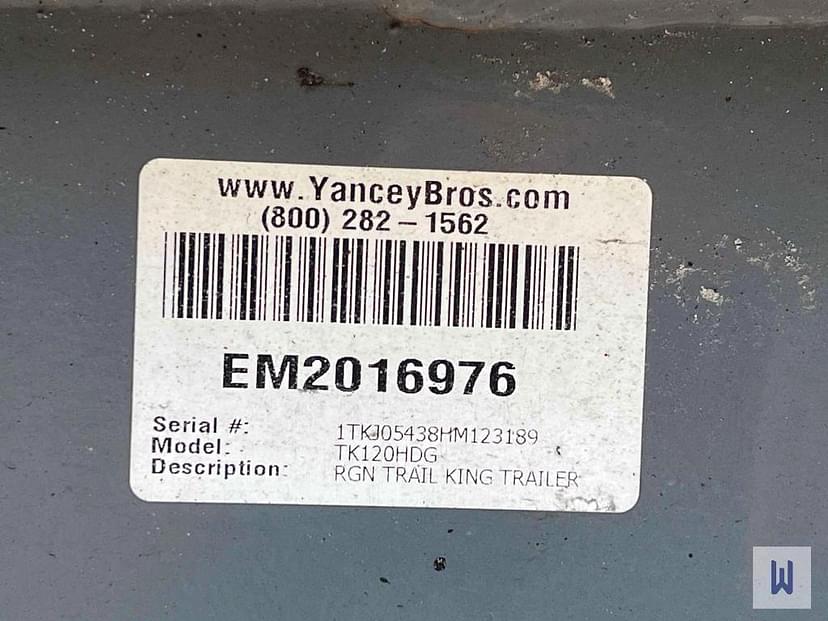 www.YanceyBros.com
(800) 282-1562
EM2016976
Serial #: 1TKJ05438HM123189
Model: TK120HDG
Description: RGN TRAIL KING TRAILER
W